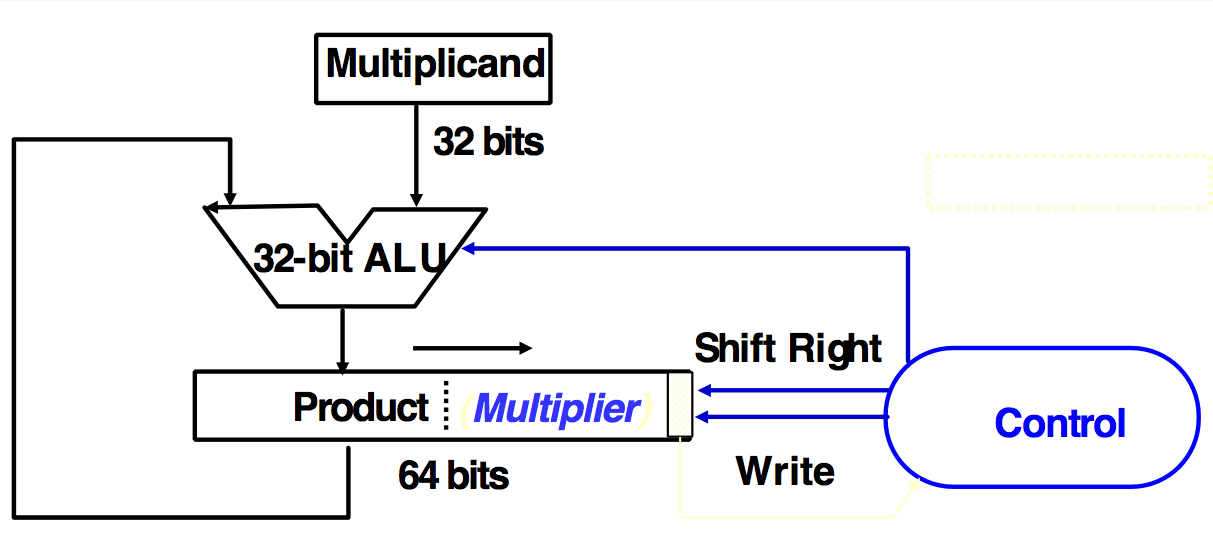 Multiplicand
32 bits
32-bit ALU
Shift Right
Product (Multiplier)
Control
64 bits
Write